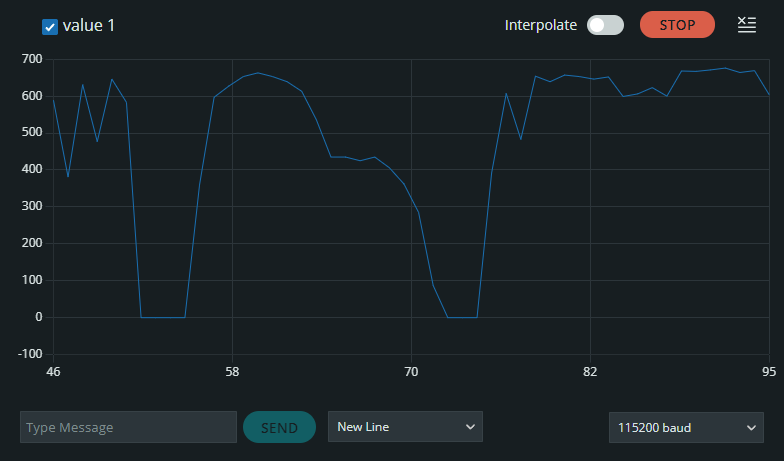 value 1
Interpolate
STOP
700
600
500
400
300
200
100
0
-100
46 58 70 82 95
Type Message
SEND
New Line
115200 baud